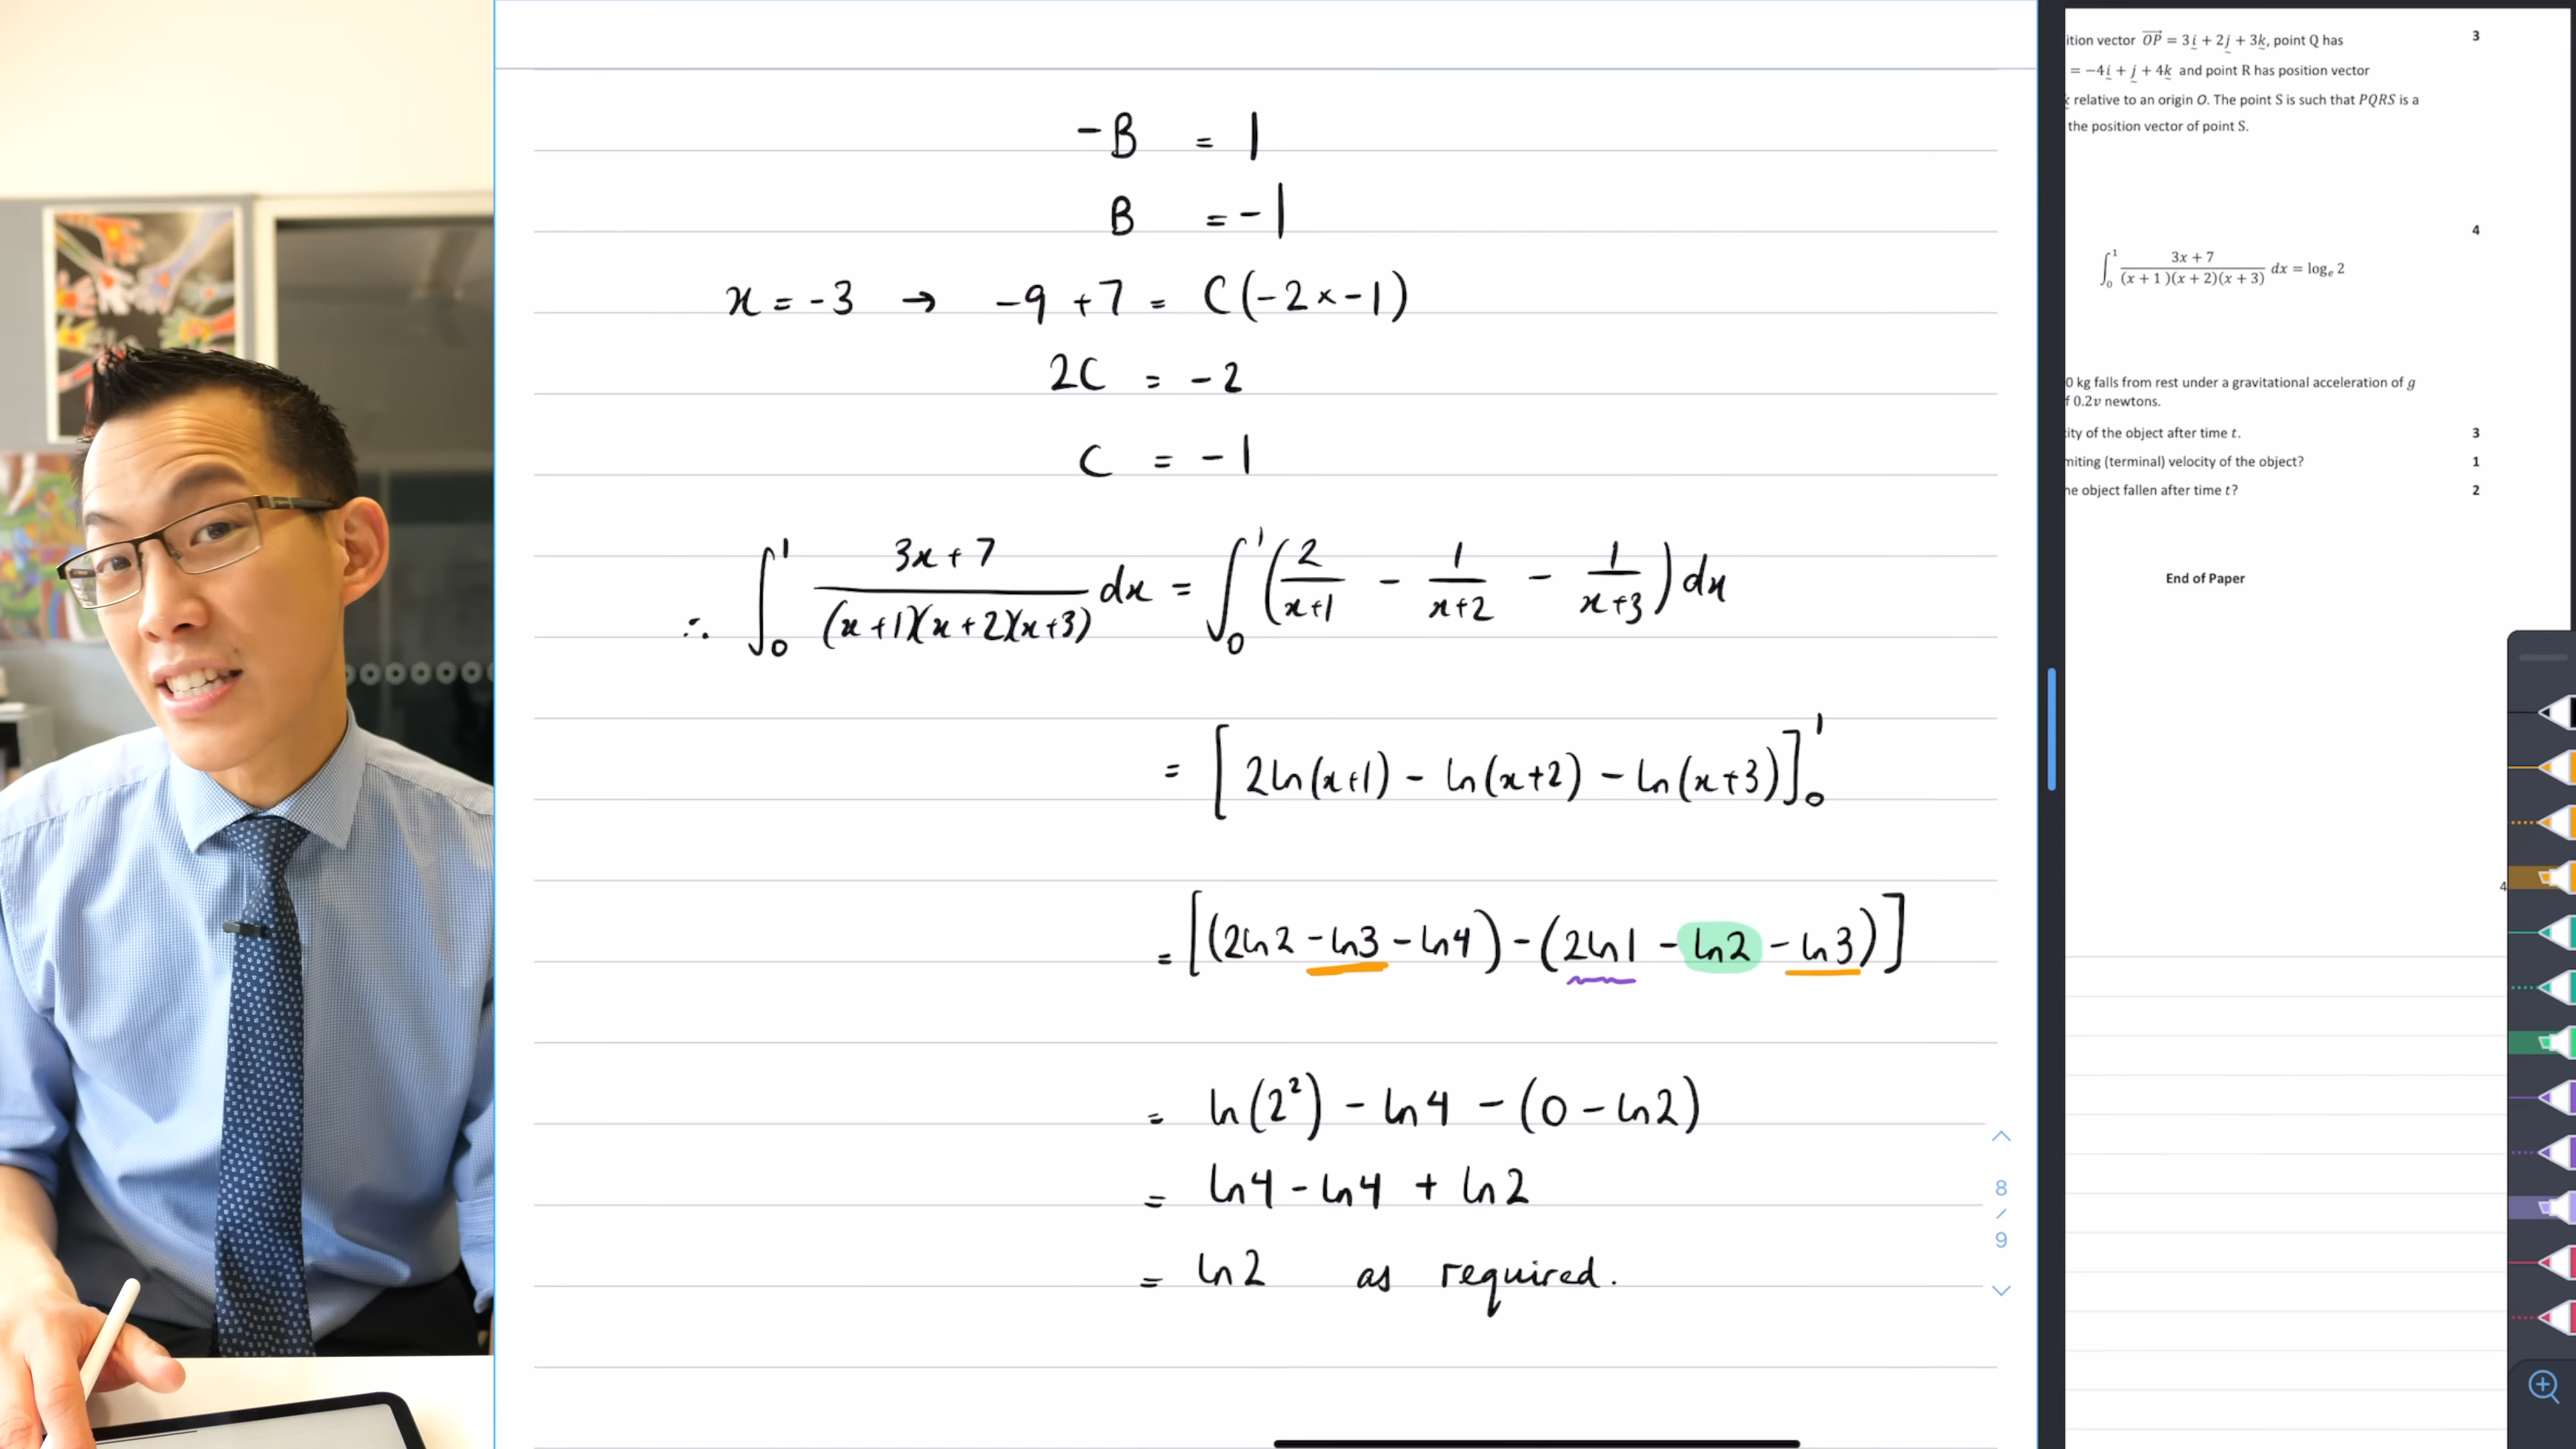 -B = 1
B = -1
x = -3 → -9 + 7 = C(-2 × -1)
2C = -2
C = -1
∴ ∫₀¹ 3x+7 / (x+1)(x+2)(x+3) dx = ∫₀¹ (2/(x+1) - 1/(x+2) - 1/(x+3)) dx
= [2ln(x+1) - ln(x+2) - ln(x+3)]₀¹
= [(2ln2 - ln3 - ln4) - (2ln1 - ln2 - ln3)]
= ln(2²) - ln4 - (0 - ln2)
= ln4 - ln4 + ln2
= ln2 as required.
8
/
9
ition vector OP = 3i + 2j + 3k, point Q has 3
= −4i + j + 4k and point R has position vector
relative to an origin O. The point S is such that PQRS is a
the position vector of point S.
4
∫₀¹ 3x + 7 / (x + 1)(x + 2)(x + 3) dx = logₑ 2
0 kg falls from rest under a gravitational acceleration of g
f 0.2v newtons.
ity of the object after time t. 3
miting (terminal) velocity of the object? 1
he object fallen after time t? 2
End of Paper
4